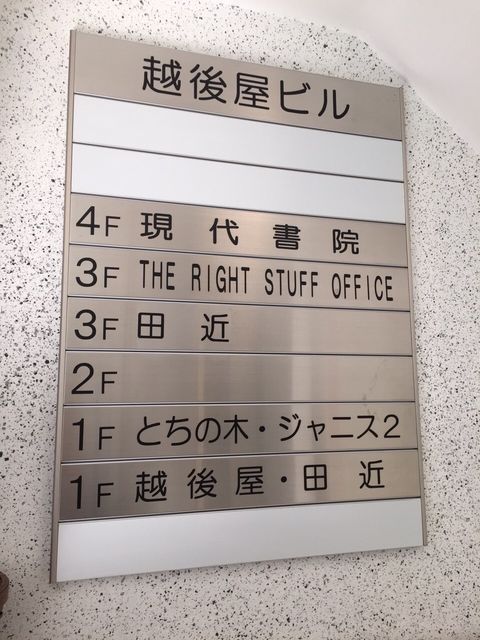 越後屋ビル
4F 現代書院
3F THE RIGHT STUFF OFFICE
3F 田近
2F
1F とちの木・ジャニス2
1F 越後屋・田近